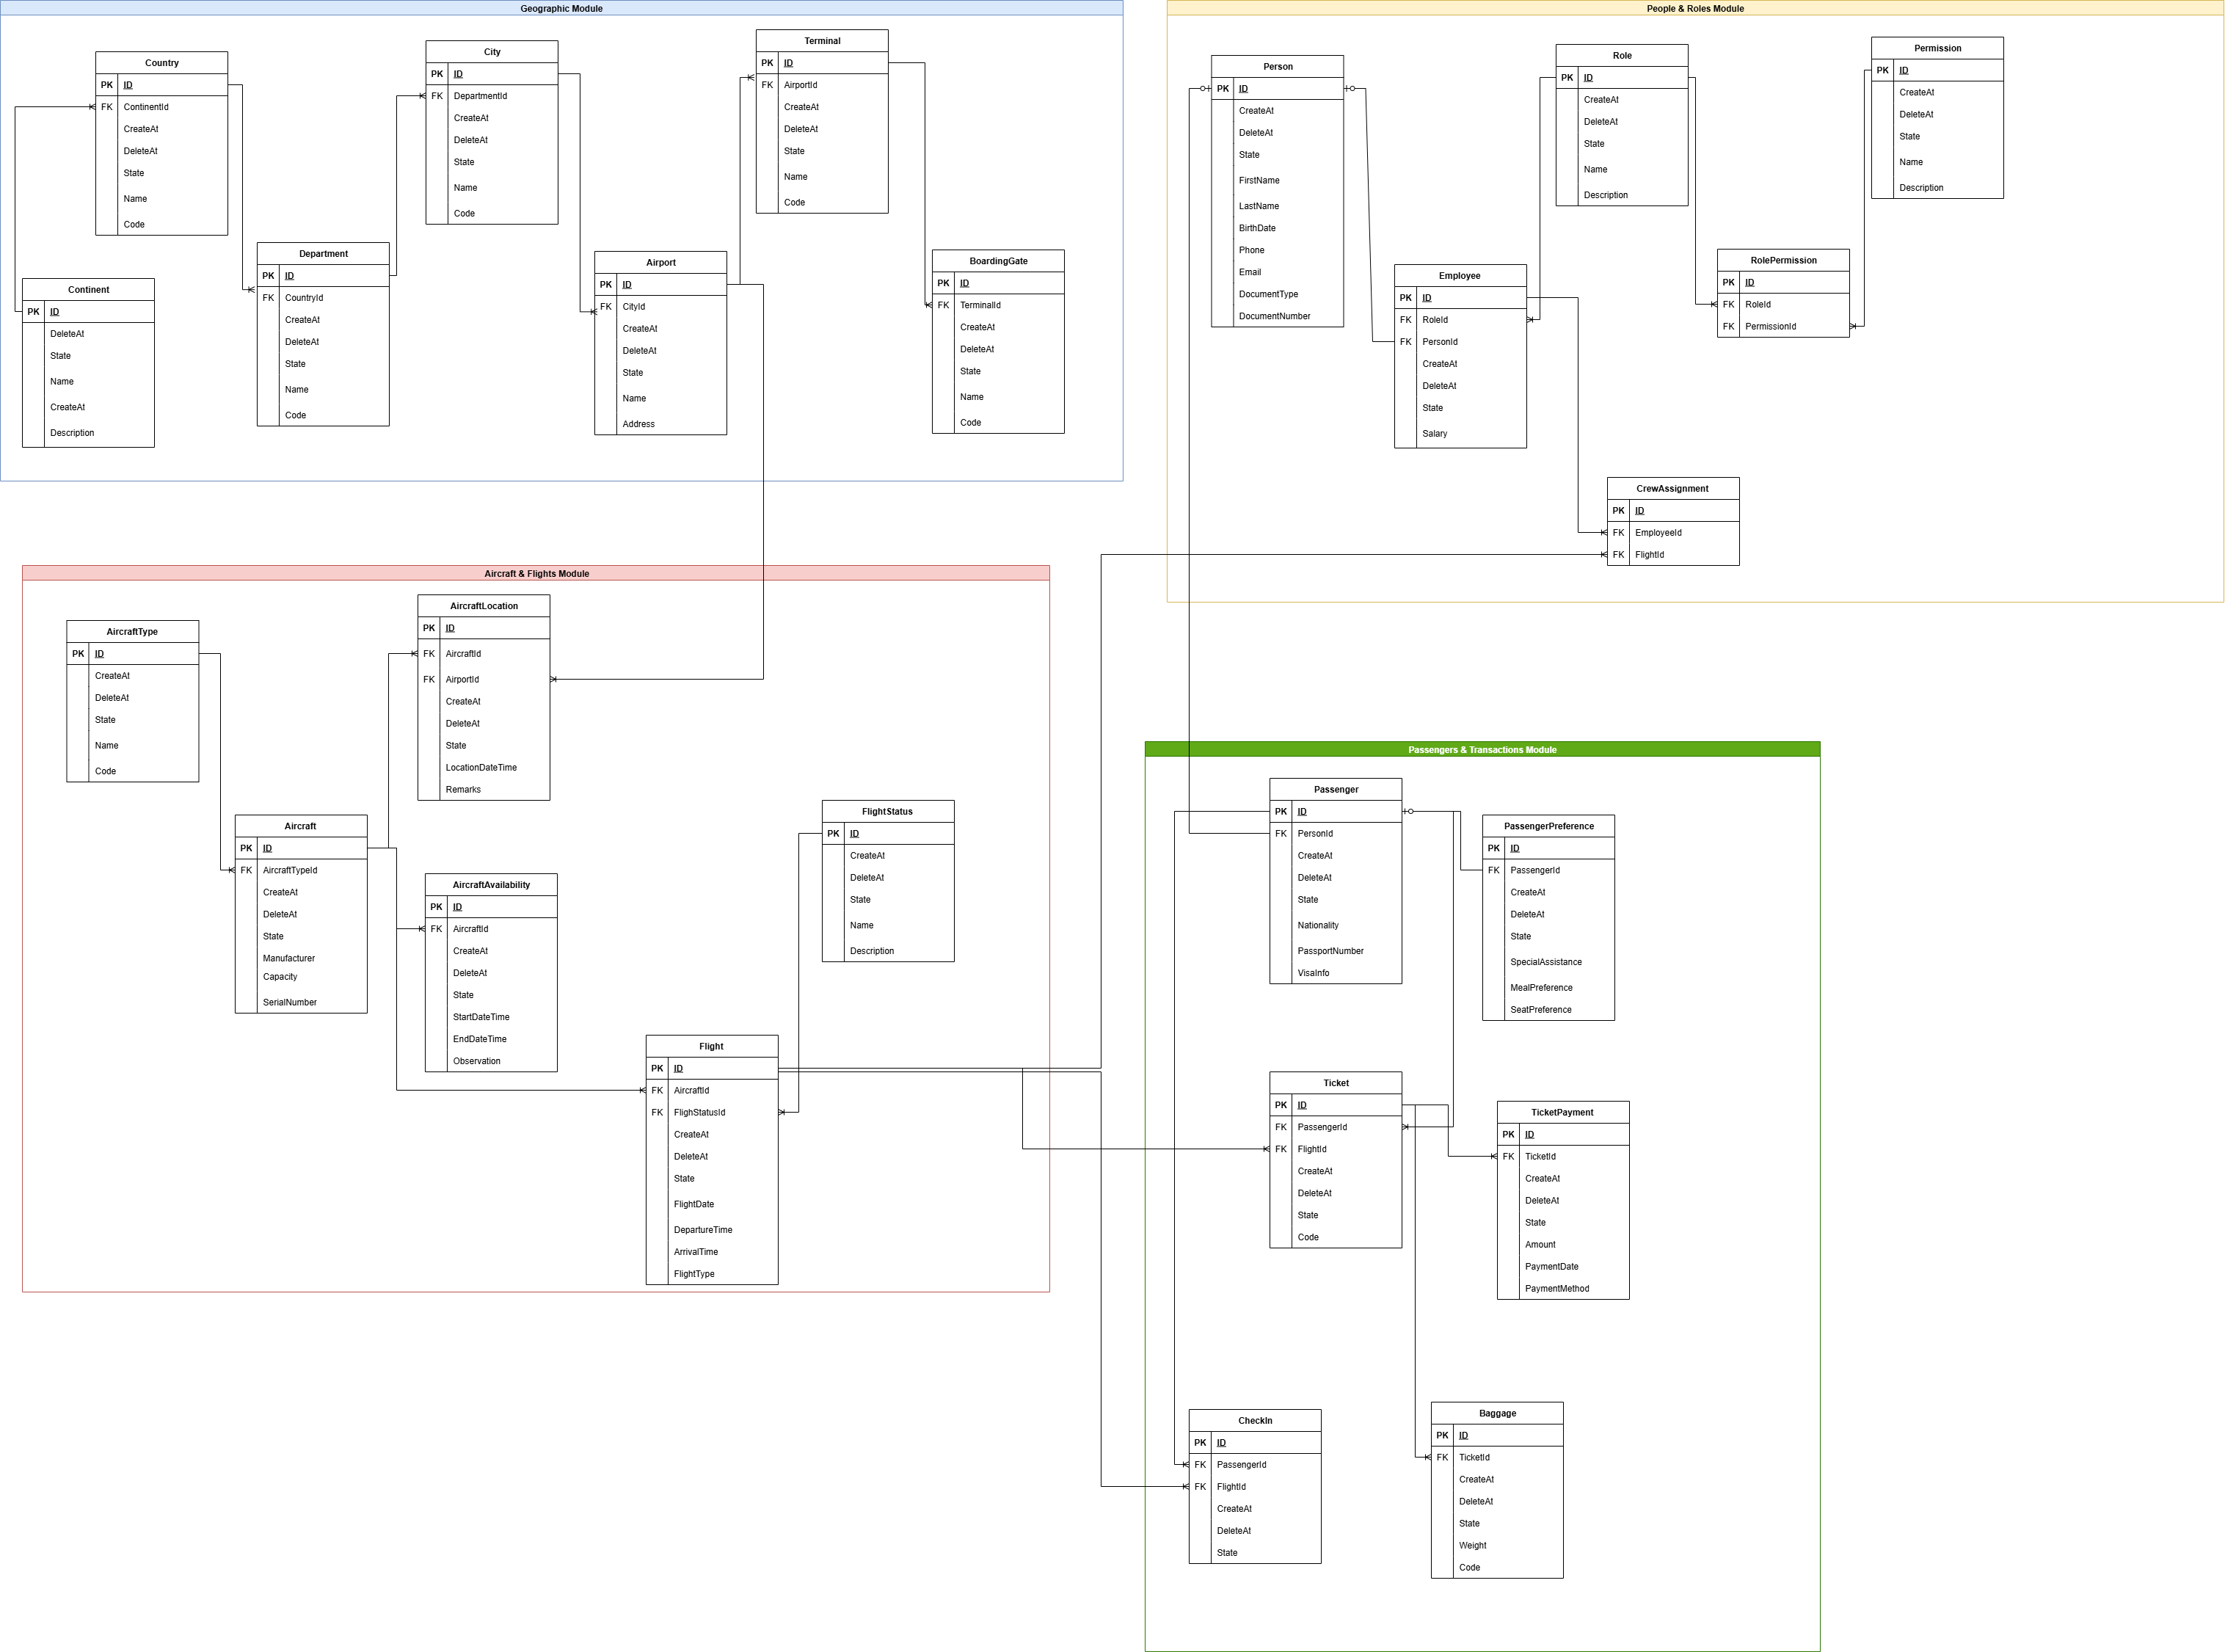 Geographic Module
Country
PK ID
FK ContinentId
CreateAt
DeleteAt
State
Name
Code
Continent
PK ID
DeleteAt
State
Name
CreateAt
Description
Department
PK ID
FK CountryId
CreateAt
DeleteAt
State
Name
Code
City
PK ID
FK DepartmentId
CreateAt
DeleteAt
State
Name
Code
Airport
PK ID
FK CityId
CreateAt
DeleteAt
State
Name
Address
Terminal
PK ID
FK AirportId
CreateAt
DeleteAt
State
Name
Code
BoardingGate
PK ID
FK TerminalId
CreateAt
DeleteAt
State
Name
Code
People & Roles Module
Person
PK ID
CreateAt
DeleteAt
State
FirstName
LastName
BirthDate
Phone
Email
DocumentType
DocumentNumber
Employee
PK ID
FK RoleId
FK PersonId
CreateAt
DeleteAt
State
Salary
Role
PK ID
CreateAt
DeleteAt
State
Name
Description
RolePermission
PK ID
FK RoleId
FK PermissionId
Permission
PK ID
CreateAt
DeleteAt
State
Name
Description
CrewAssignment
PK ID
FK EmployeeId
FK FlightId
Aircraft & Flights Module
AircraftType
PK ID
CreateAt
DeleteAt
State
Name
Code
Aircraft
PK ID
FK AircraftTypeId
CreateAt
DeleteAt
State
Manufacturer
Capacity
SerialNumber
AircraftLocation
PK ID
FK AircraftId
FK AirportId
CreateAt
DeleteAt
State
LocationDateTime
Remarks
AircraftAvailability
PK ID
FK AircraftId
CreateAt
DeleteAt
State
StartDateTime
EndDateTime
Observation
FlightStatus
PK ID
CreateAt
DeleteAt
State
Name
Description
Flight
PK ID
FK AircraftId
FK FlighStatusId
CreateAt
DeleteAt
State
FlightDate
DepartureTime
ArrivalTime
FlightType
Passengers & Transactions Module
Passenger
PK ID
FK PersonId
CreateAt
DeleteAt
State
Nationality
PassportNumber
VisaInfo
PassengerPreference
PK ID
FK PassengerId
CreateAt
DeleteAt
State
SpecialAssistance
MealPreference
SeatPreference
Ticket
PK ID
FK PassengerId
FK FlightId
CreateAt
DeleteAt
State
Code
TicketPayment
PK ID
FK TicketId
CreateAt
DeleteAt
State
Amount
PaymentDate
PaymentMethod
CheckIn
PK ID
FK PassengerId
FK FlightId
CreateAt
DeleteAt
State
Baggage
PK ID
FK TicketId
CreateAt
DeleteAt
State
Weight
Code